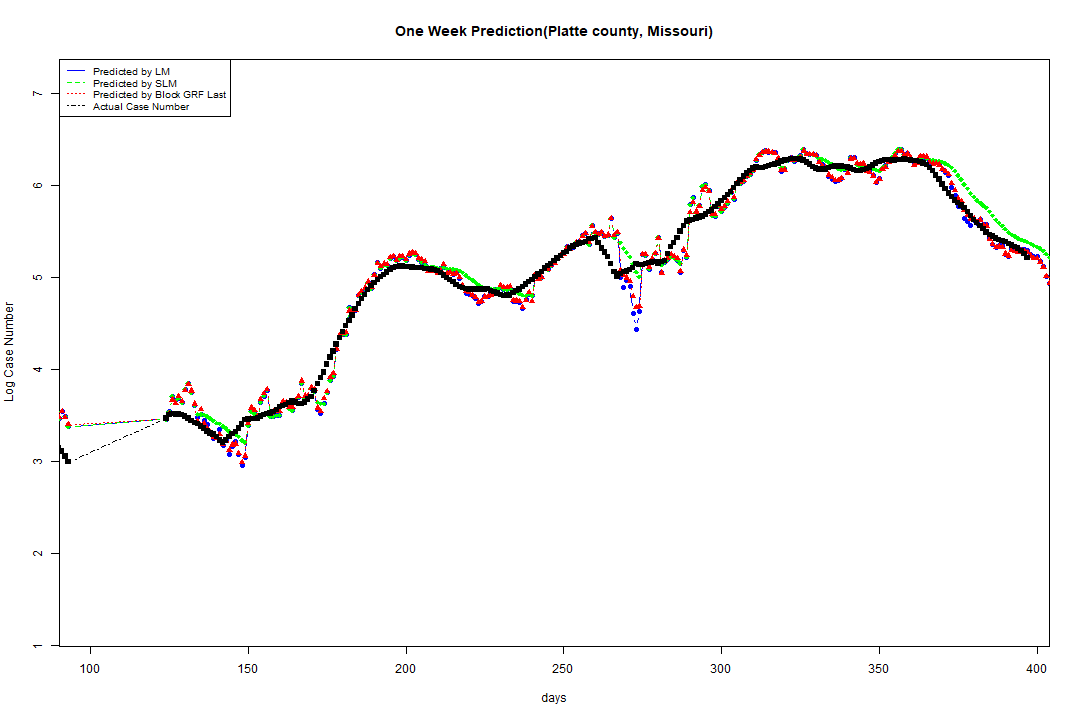 One Week Prediction(Platte county, Missouri)
Predicted by LM
Predicted by SLM
Predicted by Block GRF Last
Actual Case Number
7
6
5
4
3
2
1
Log Case Number
100 150 200 250 300 350 400
days